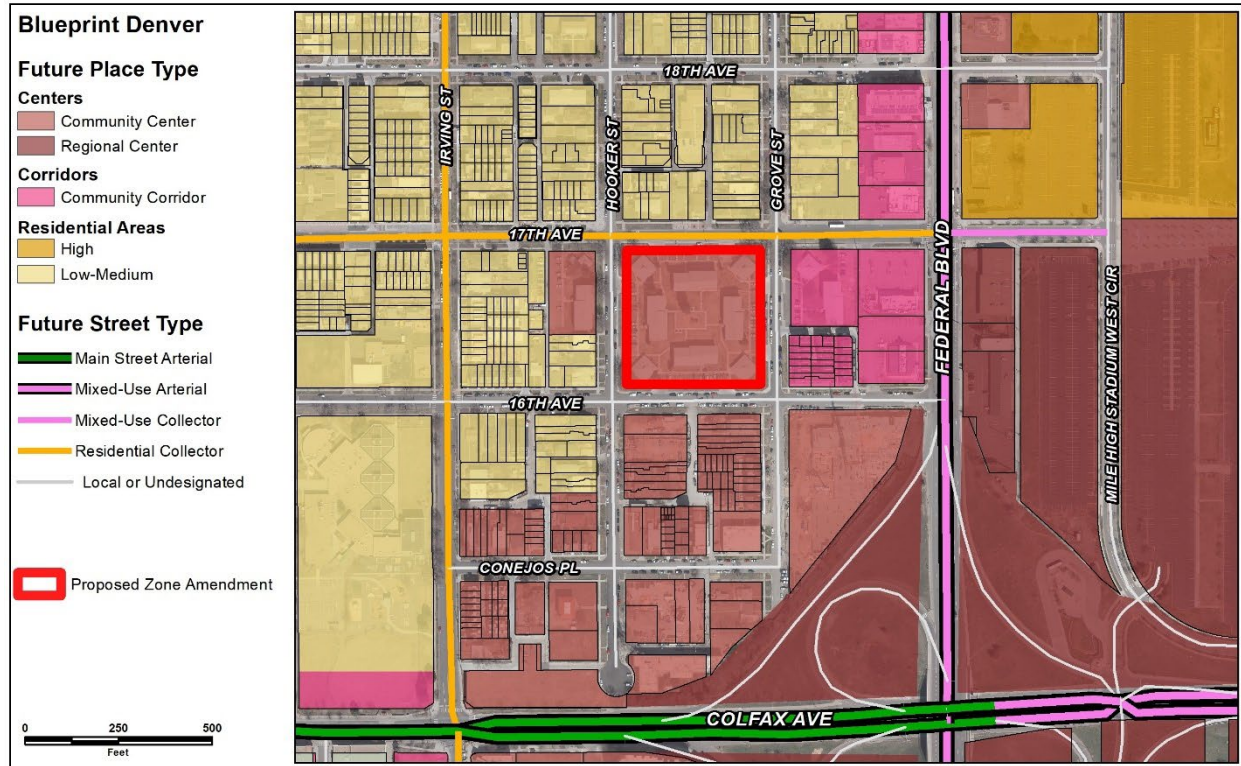 Blueprint Denver
Future Place Type
Centers
Community Center
Regional Center
Corridors
Community Corridor
Residential Areas
High
Low-Medium
Future Street Type
Main Street Arterial
Mixed-Use Arterial
Mixed-Use Collector
Residential Collector
Local or Undesignated
Proposed Zone Amendment
0 250 500
Feet
18TH AVE
IRVING ST
HOOKER ST
GROVE ST
17TH AVE
FEDERAL BLVD
MILE HIGH STADIUM WEST CIR
16TH AVE
CONEJOS PL
COLFAX AVE